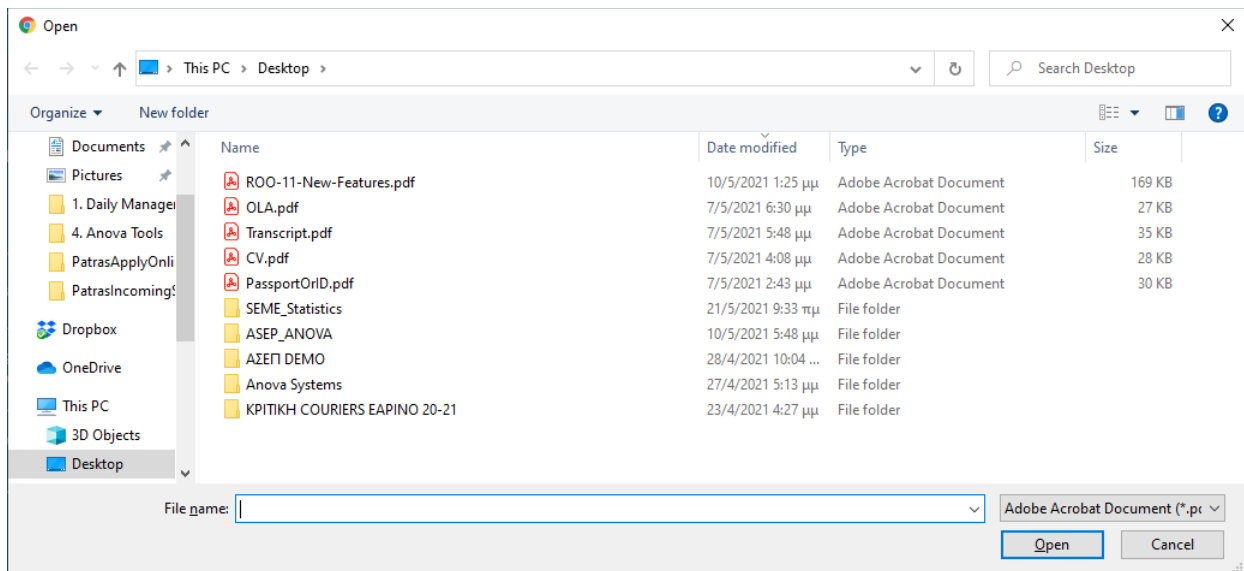 Open
This PC > Desktop >
Search Desktop
Organize
New folder
Documents
Pictures
1. Daily Manager
4. Anova Tools
PatrasApplyOnli
PatrasIncomingS
Dropbox
OneDrive
This PC
3D Objects
Desktop
Name Date modified Type Size
ROO-11-New-Features.pdf 10/5/2021 1:25 μμ Adobe Acrobat Document 169 KB
OLA.pdf 7/5/2021 6:30 μμ Adobe Acrobat Document 27 KB
Transcript.pdf 7/5/2021 5:48 μμ Adobe Acrobat Document 35 KB
CV.pdf 7/5/2021 4:08 μμ Adobe Acrobat Document 28 KB
PassportOrID.pdf 7/5/2021 2:43 μμ Adobe Acrobat Document 30 KB
SEME_Statistics 21/5/2021 9:33 πμ File folder
ASEP_ANOVA 10/5/2021 5:48 μμ File folder
ΑΣΕΠ DEMO 28/4/2021 10:04 ... File folder
Anova Systems 27/4/2021 5:13 μμ File folder
ΚΡΙΤΙΚΗ COURIERS ΕΑΡΙΝΟ 20-21 23/4/2021 4:27 μμ File folder
File name:
Adobe Acrobat Document (*.pc
Open
Cancel